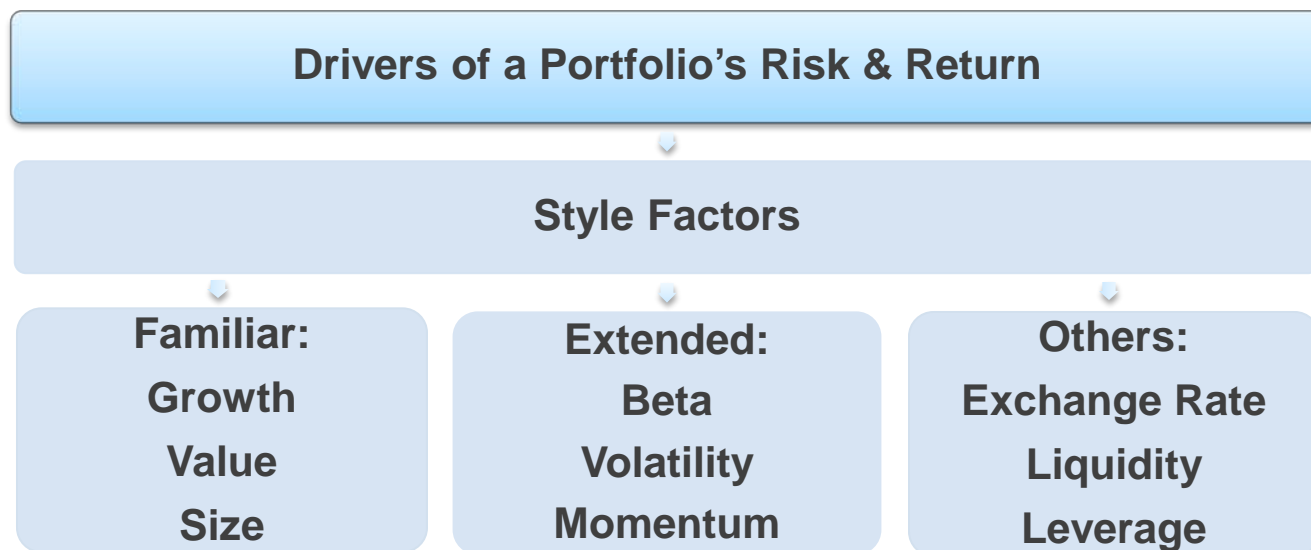 Drivers of a Portfolio’s Risk & Return
Style Factors
Familiar:
Growth
Value
Size
Extended:
Beta
Volatility
Momentum
Others:
Exchange Rate
Liquidity
Leverage